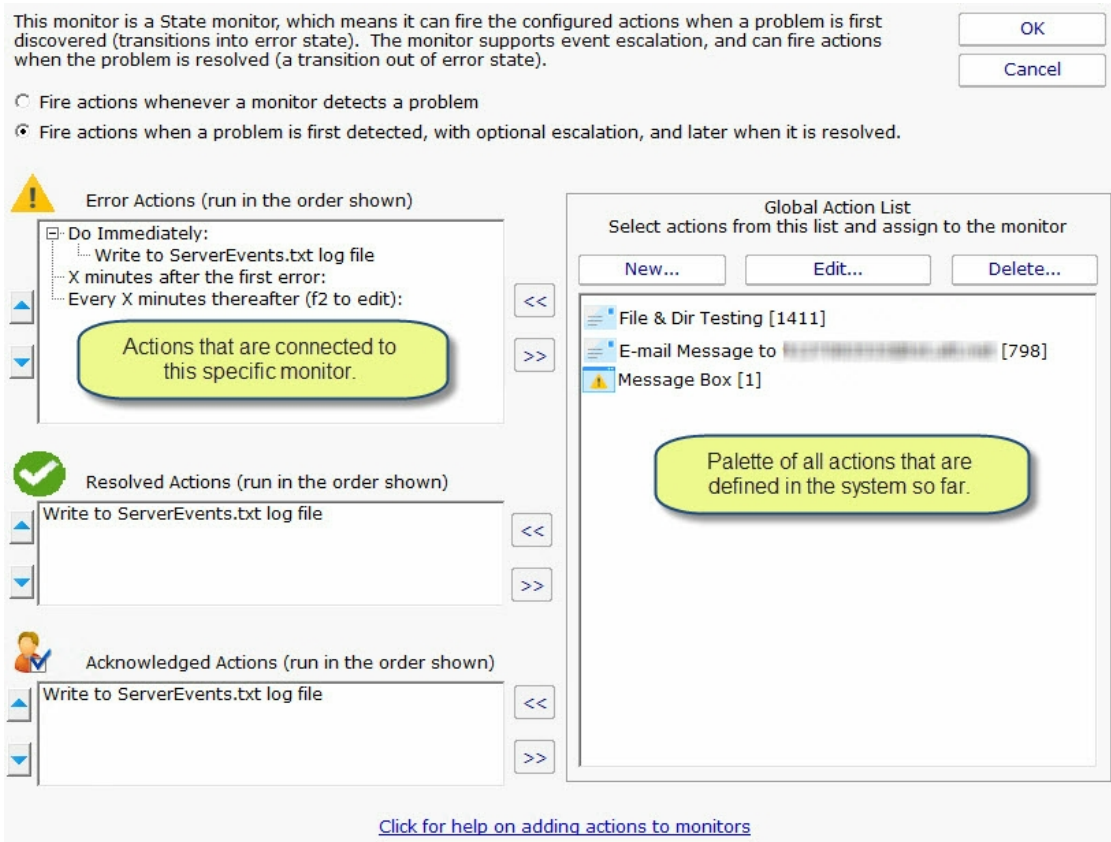 This monitor is a State monitor, which means it can fire the configured actions when a problem is first
discovered (transitions into error state).  The monitor supports event escalation, and can fire actions
when the problem is resolved (a transition out of error state).
OK
Cancel
Fire actions whenever a monitor detects a problem
Fire actions when a problem is first detected, with optional escalation, and later when it is resolved.
Error Actions (run in the order shown)
Do Immediately:
Write to ServerEvents.txt log file
X minutes after the first error:
Every X minutes thereafter (f2 to edit):
Actions that are connected to
this specific monitor.
<<
>>
Resolved Actions (run in the order shown)
Write to ServerEvents.txt log file
<<
>>
Acknowledged Actions (run in the order shown)
Write to ServerEvents.txt log file
<<
>>
Global Action List
Select actions from this list and assign to the monitor
New...
Edit...
Delete...
File & Dir Testing [1411]
E-mail Message to [798]
Message Box [1]
Palette of all actions that are
defined in the system so far.
Click for help on adding actions to monitors